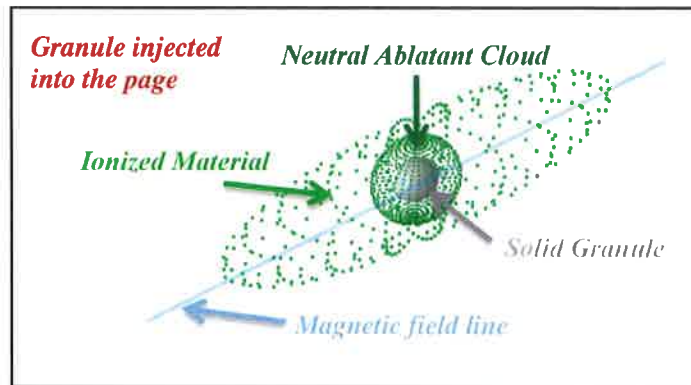 Granule injected
into the page
Neutral Ablatant Cloud
Ionized Material
Solid Granule
Magnetic field line